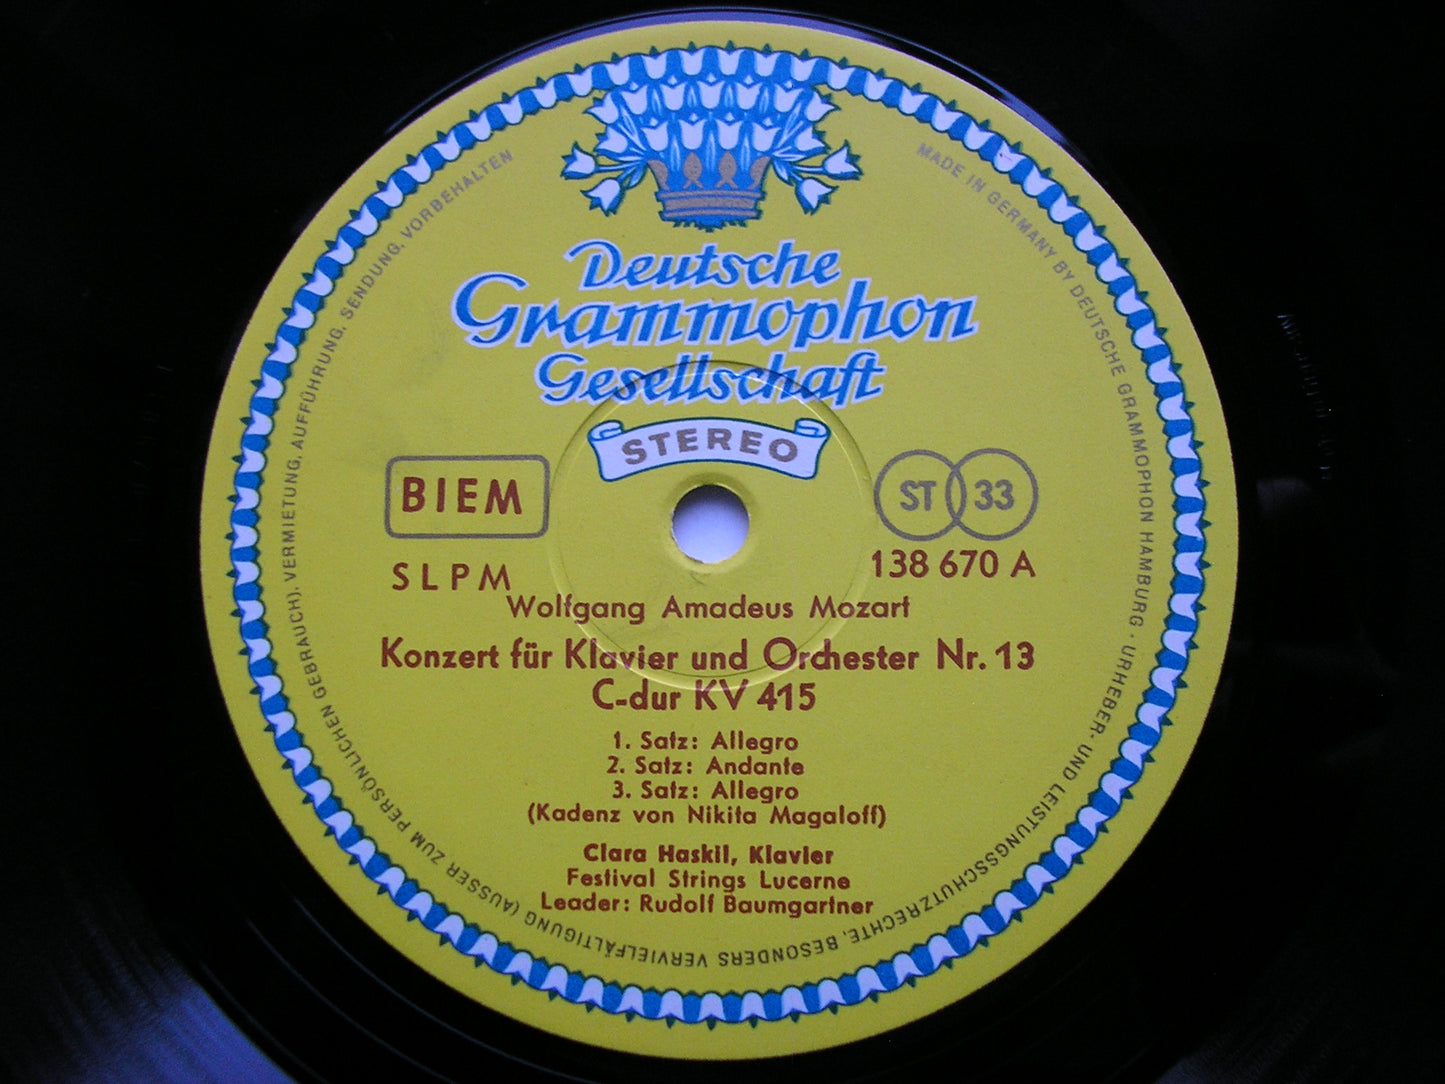 Deutsche
Grammophon
Gesellschaft
STEREO
BIEM
ST 33
SLPM
138 670 A
Wolfgang Amadeus Mozart
Konzert für Klavier und Orchester Nr. 13
C-dur KV 415
1. Satz: Allegro
2. Satz: Andante
3. Satz: Allegro
(Kadenz von Nikita Magaloff)
Clara Haskil, Klavier
Festival Strings Lucerne
Leader: Rudolf Baumgartner
MADE IN GERMANY BY DEUTSCHE GRAMMOPHON HAMBURG · URHEBER- UND LEISTUNGSSCHUTZRECHTE, BESONDERS VERVIELFÄLTIGUNG (AUSSER ZUM PERSÖNLICHEN GEBRAUCH), VERMIETUNG, AUFFÜHRUNG, SENDUNG, VORBEHALTEN